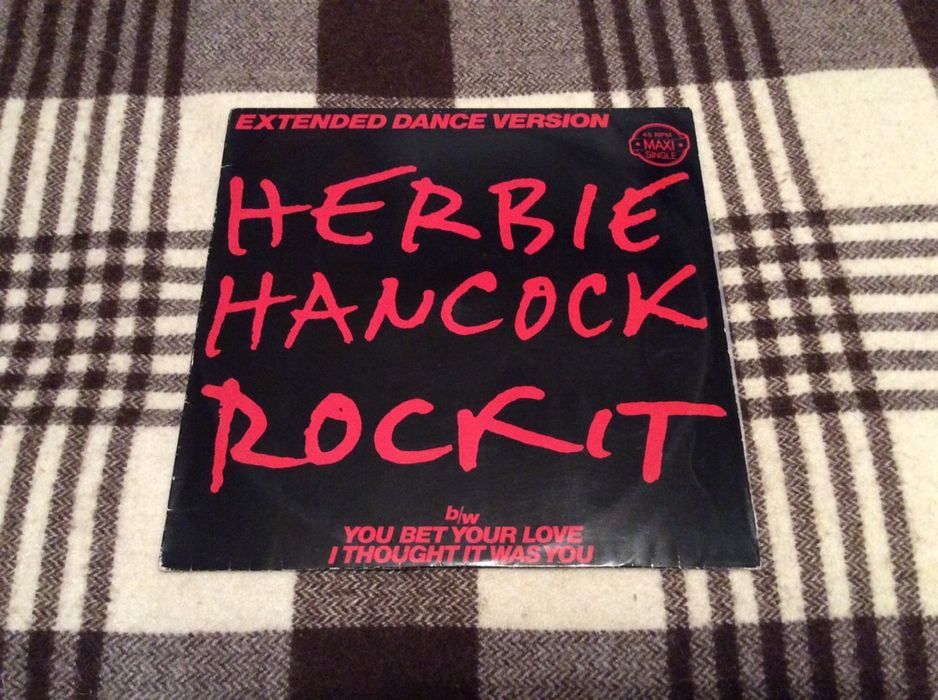 EXTENDED DANCE VERSION
45 RPM
MAXI
SINGLE
HERBIE
HANCOCK
ROCKIT
b/w
YOU BET YOUR LOVE
I THOUGHT IT WAS YOU